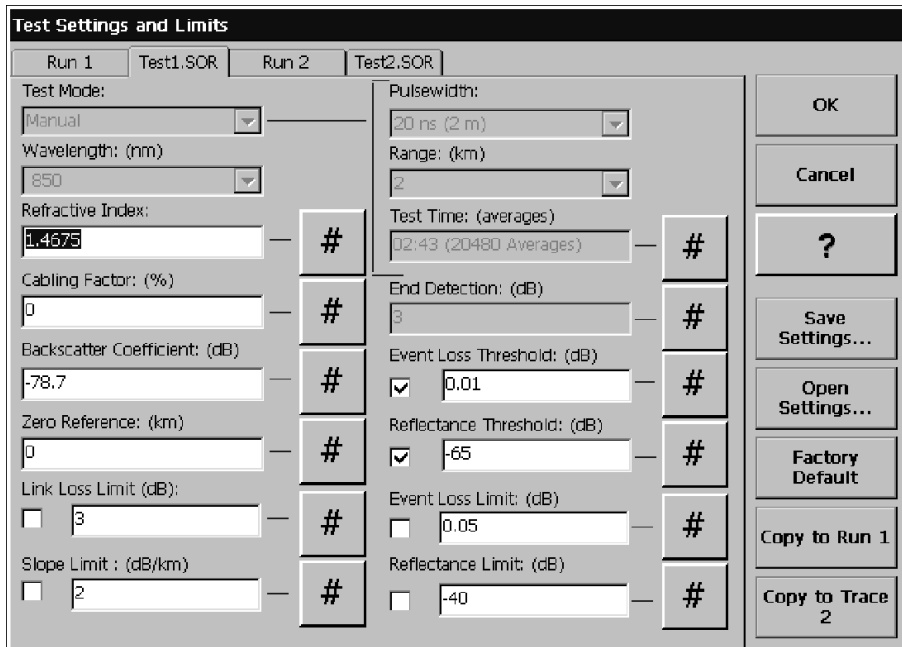 Test Settings and Limits
Run 1
Test1.SOR
Run 2
Test2.SOR
Test Mode:
Manual
Wavelength: (nm)
850
Refractive Index:
1.4675
#
Cabling Factor: (%)
0
#
Backscatter Coefficient: (dB)
-78.7
#
Zero Reference: (km)
0
#
Link Loss Limit (dB):
3
#
Slope Limit : (dB/km)
2
#
Pulsewidth:
20 ns (2 m)
Range: (km)
2
Test Time: (averages)
02:43 (20480 Averages)
#
End Detection: (dB)
3
#
Event Loss Threshold: (dB)
0.01
#
Reflectance Threshold: (dB)
-65
#
Event Loss Limit: (dB)
0.05
#
Reflectance Limit: (dB)
-40
#
OK
Cancel
?
Save
Settings...
Open
Settings...
Factory
Default
Copy to Run 1
Copy to Trace
2